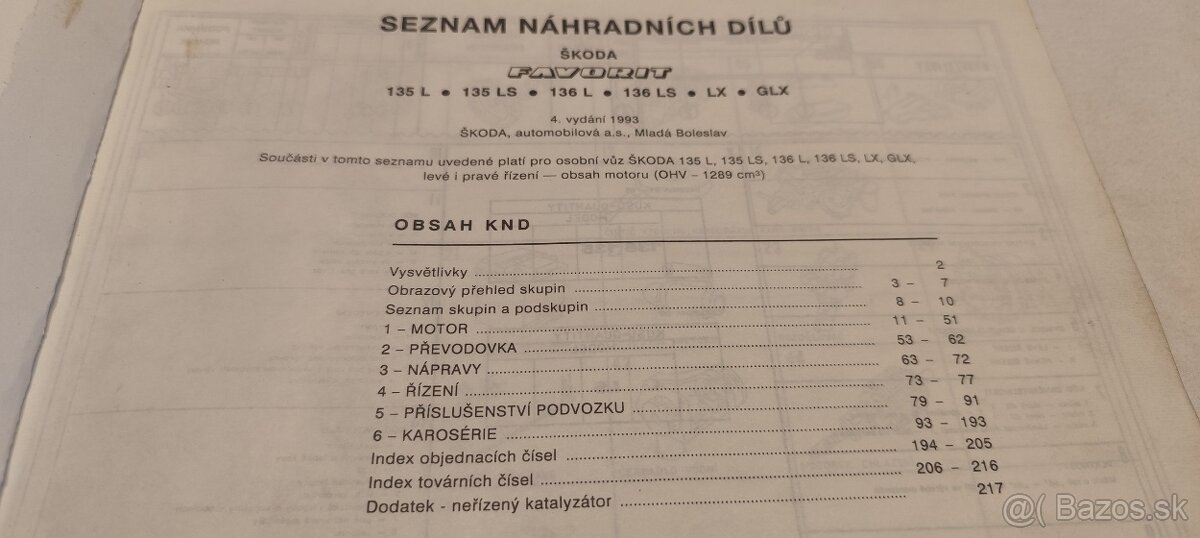 SEZNAM NÁHRADNÍCH DÍLŮ
ŠKODA
FAVORIT
135 L • 135 LS • 136 L • 136 LS • LX • GLX
4. vydání 1993
ŠKODA, automobilová a.s., Mladá Boleslav
Součásti v tomto seznamu uvedené platí pro osobní vůz ŠKODA 135 L, 135 LS, 136 L, 136 LS, LX, GLX,
levé i pravé řízení — obsah motoru (OHV – 1289 cm³)
OBSAH KND
Vysvětlivky 2
Obrazový přehled skupin 3 – 7
Seznam skupin a podskupin 8 – 10
1 – MOTOR 11 – 51
2 – PŘEVODOVKA 53 – 62
3 – NÁPRAVY 63 – 72
4 – ŘÍZENÍ 73 – 77
5 – PŘÍSLUŠENSTVÍ PODVOZKU 79 – 91
6 – KAROSÉRIE 93 – 193
Index objednacích čísel 194 – 205
Index továrních čísel 206 – 216
Dodatek - neřízený katalyzátor 217
@( Bazos.sk